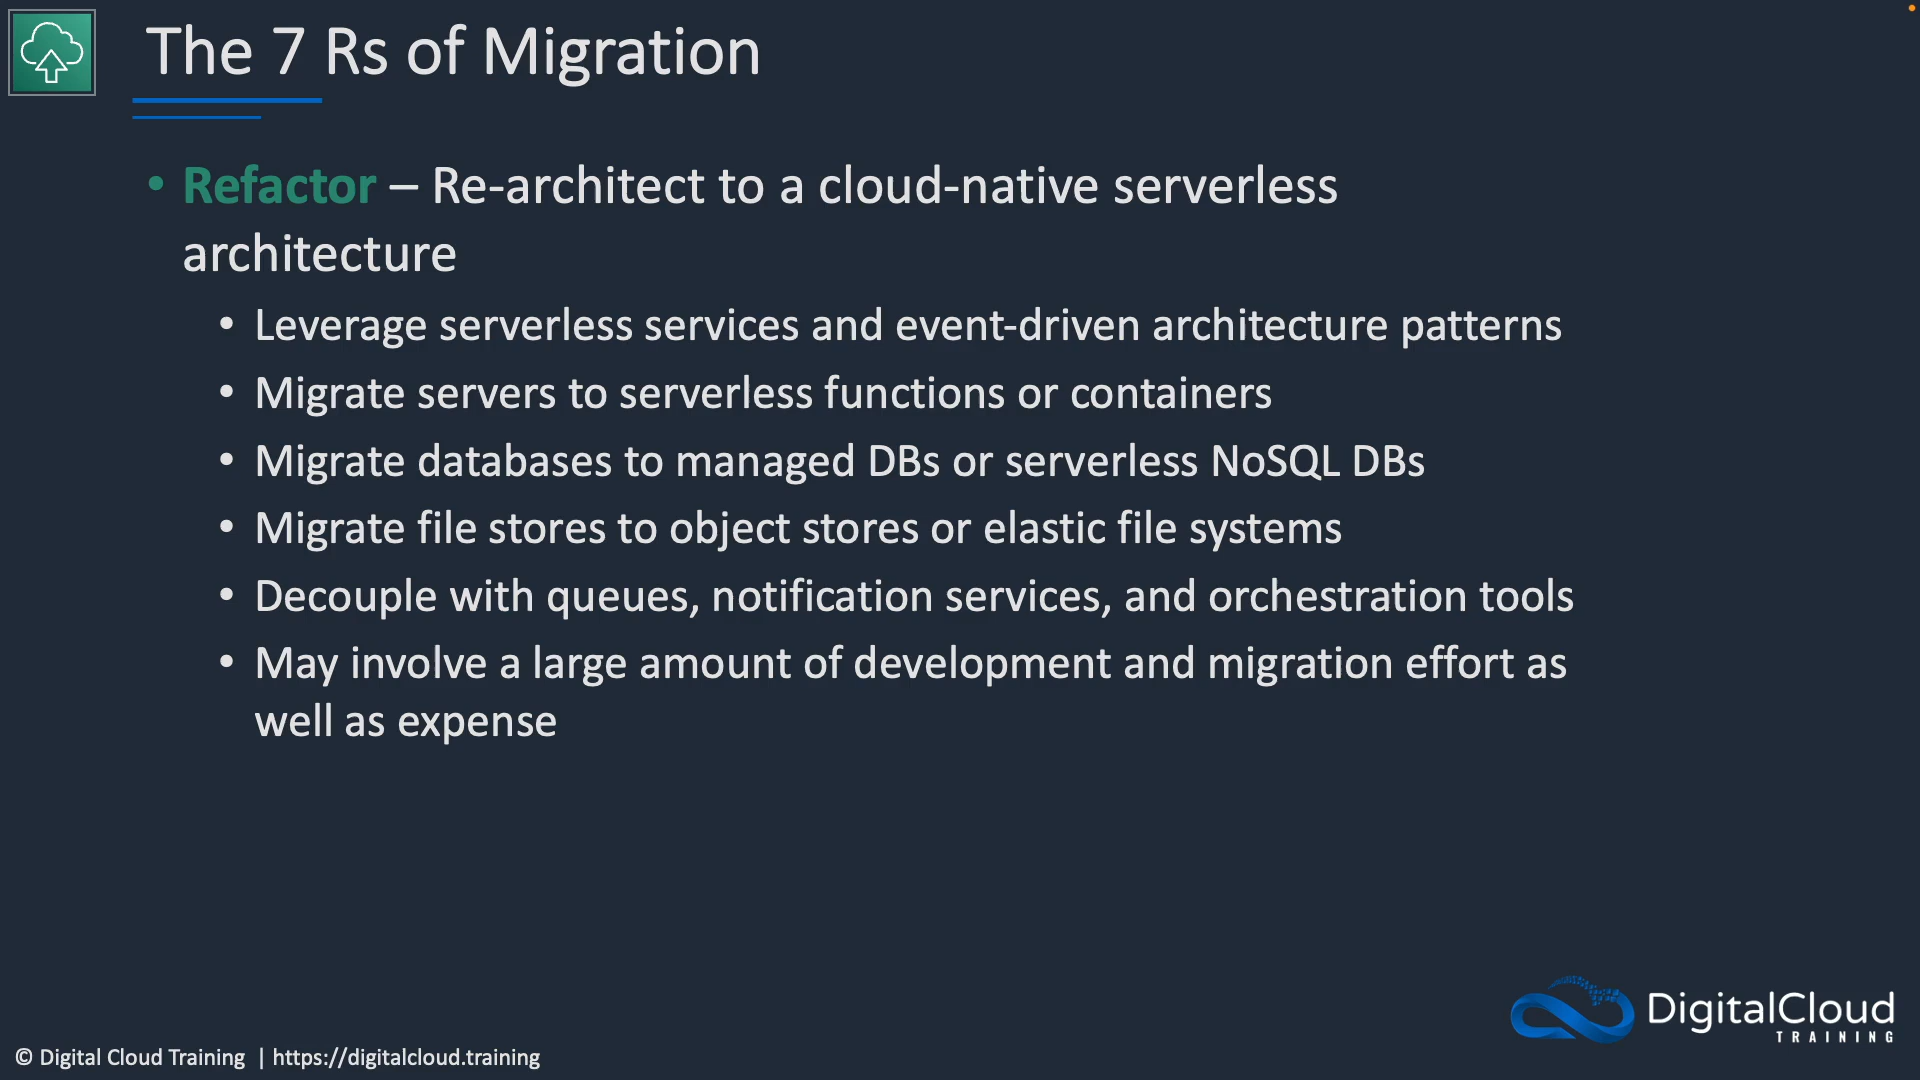 The 7 Rs of Migration
• Refactor – Re-architect to a cloud-native serverless
architecture
• Leverage serverless services and event-driven architecture patterns
• Migrate servers to serverless functions or containers
• Migrate databases to managed DBs or serverless NoSQL DBs
• Migrate file stores to object stores or elastic file systems
• Decouple with queues, notification services, and orchestration tools
• May involve a large amount of development and migration effort as
well as expense
DigitalCloud
TRAINING
© Digital Cloud Training | https://digitalcloud.training